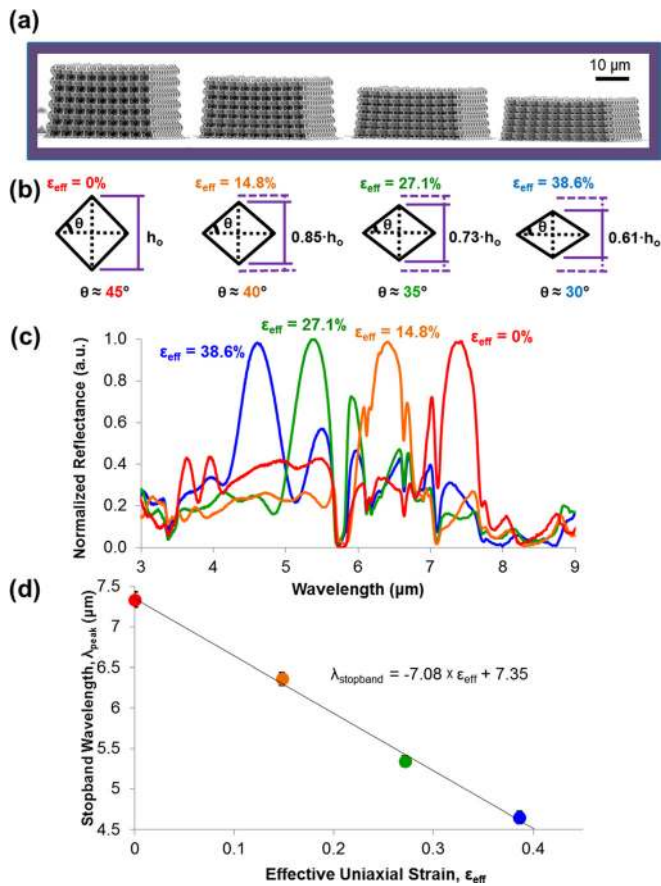 (a)
10 µm
(b)
ε_eff = 0%
ε_eff = 14.8%
ε_eff = 27.1%
ε_eff = 38.6%
θ
h_o
θ
0.85·h_o
θ
0.73·h_o
θ
0.61·h_o
θ ≈ 45°
θ ≈ 40°
θ ≈ 35°
θ ≈ 30°
(c)
ε_eff = 27.1%
ε_eff = 14.8%
ε_eff = 0%
ε_eff = 38.6%
Normalized Reflectance (a.u.)
1.0
0.8
0.6
0.4
0.2
0.0
3 4 5 6 7 8 9
Wavelength (µm)
(d)
Stopband Wavelength, λ_peak (µm)
7.5
6.5
5.5
4.5
λ_stopband = -7.08 x ε_eff + 7.35
0 0.1 0.2 0.3 0.4
Effective Uniaxial Strain, ε_eff